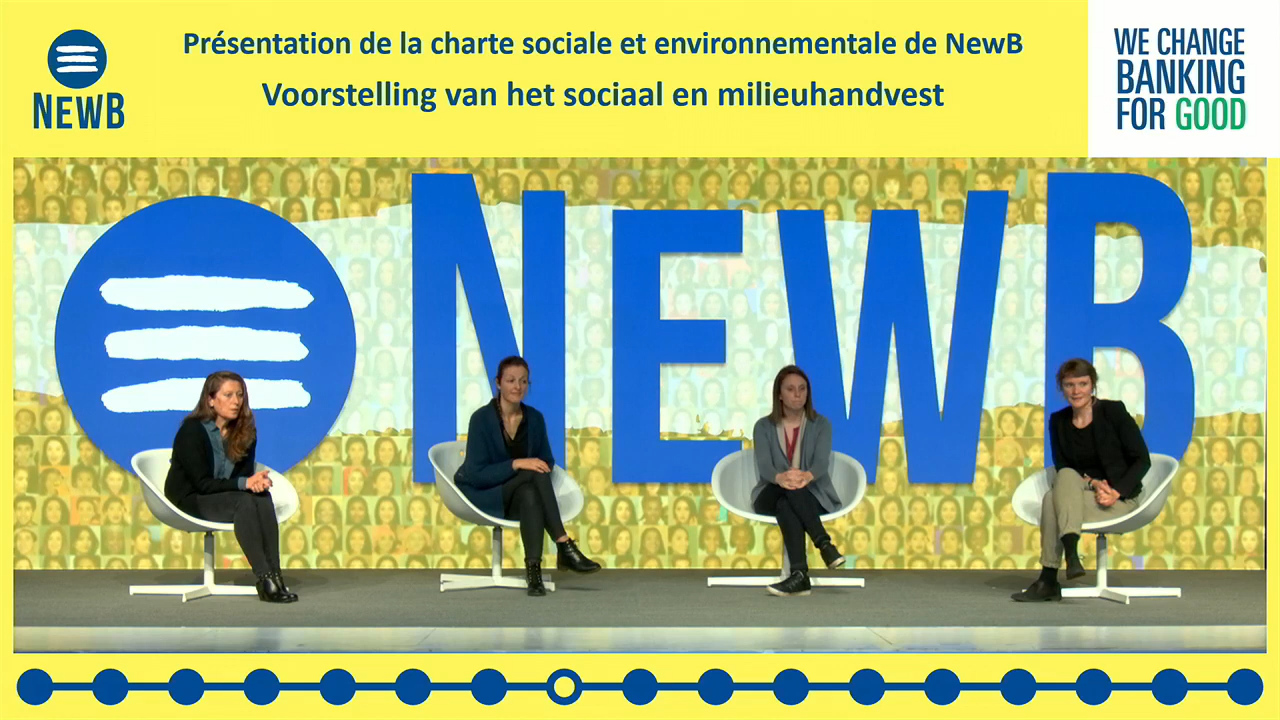 Présentation de la charte sociale et environnementale de NewB
Voorstelling van het sociaal en milieuhandvest
NEWB
WE CHANGE
BANKING
FOR GOOD
NEWB